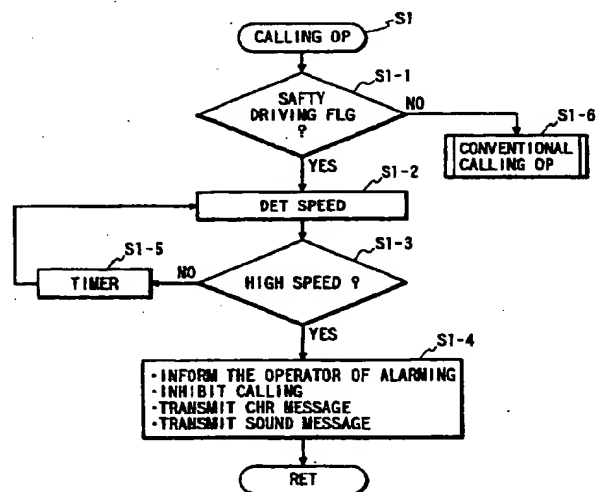 S1
CALLING OP
S1-1
SAFTY
DRIVING FLG
?
NO
S1-6
CONVENTIONAL
CALLING OP
YES
S1-2
DET SPEED
S1-3
S1-5
TIMER
NO
HIGH SPEED ?
YES
S1-4
·INFORM THE OPERATOR OF ALARMING
·INHIBIT CALLING
·TRANSMIT CHR MESSAGE
·TRANSMIT SOUND MESSAGE
RET